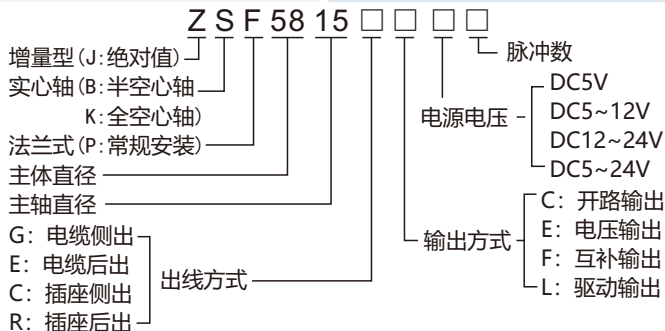 Z S F 58 15 □ □ □ □
增量型(J:绝对值)
实心轴(B:半空心轴
K:全空心轴)
法兰式(P:常规安装)
主体直径
主轴直径
G：电缆侧出
E：电缆后出
C：插座侧出
R：插座后出
出线方式
脉冲数
电源电压
DC5V
DC5~12V
DC12~24V
DC5~24V
输出方式
C：开路输出
E：电压输出
F：互补输出
L：驱动输出